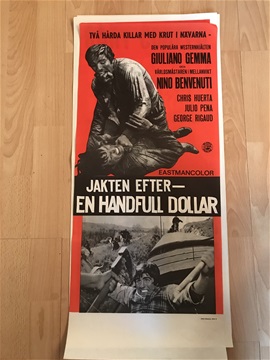 TVÅ HÅRDA KILLAR MED KRUT I NÄVARNA-
DEN POPULÄRE WESTERNHJÄLTEN
GIULIANO GEMMA
VÄRLDSMÄSTAREN I MELLANVIKT
NINO BENVENUTI
CHRIS HUERTA
JULIO PENA
GEORGE RIGAUD
EASTMANCOLOR
JAKTEN EFTER—
EN HANDFULL DOLLAR